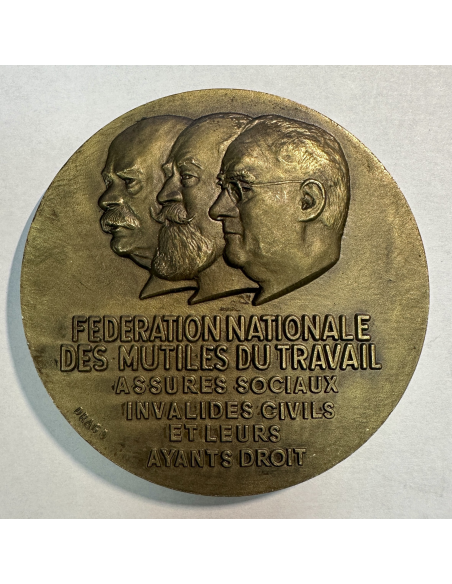 FEDERATION NATIONALE
DES MUTILES DU TRAVAIL
ASSURES SOCIAUX
INVALIDES CIVILS
ET LEURS
AYANTS DROIT